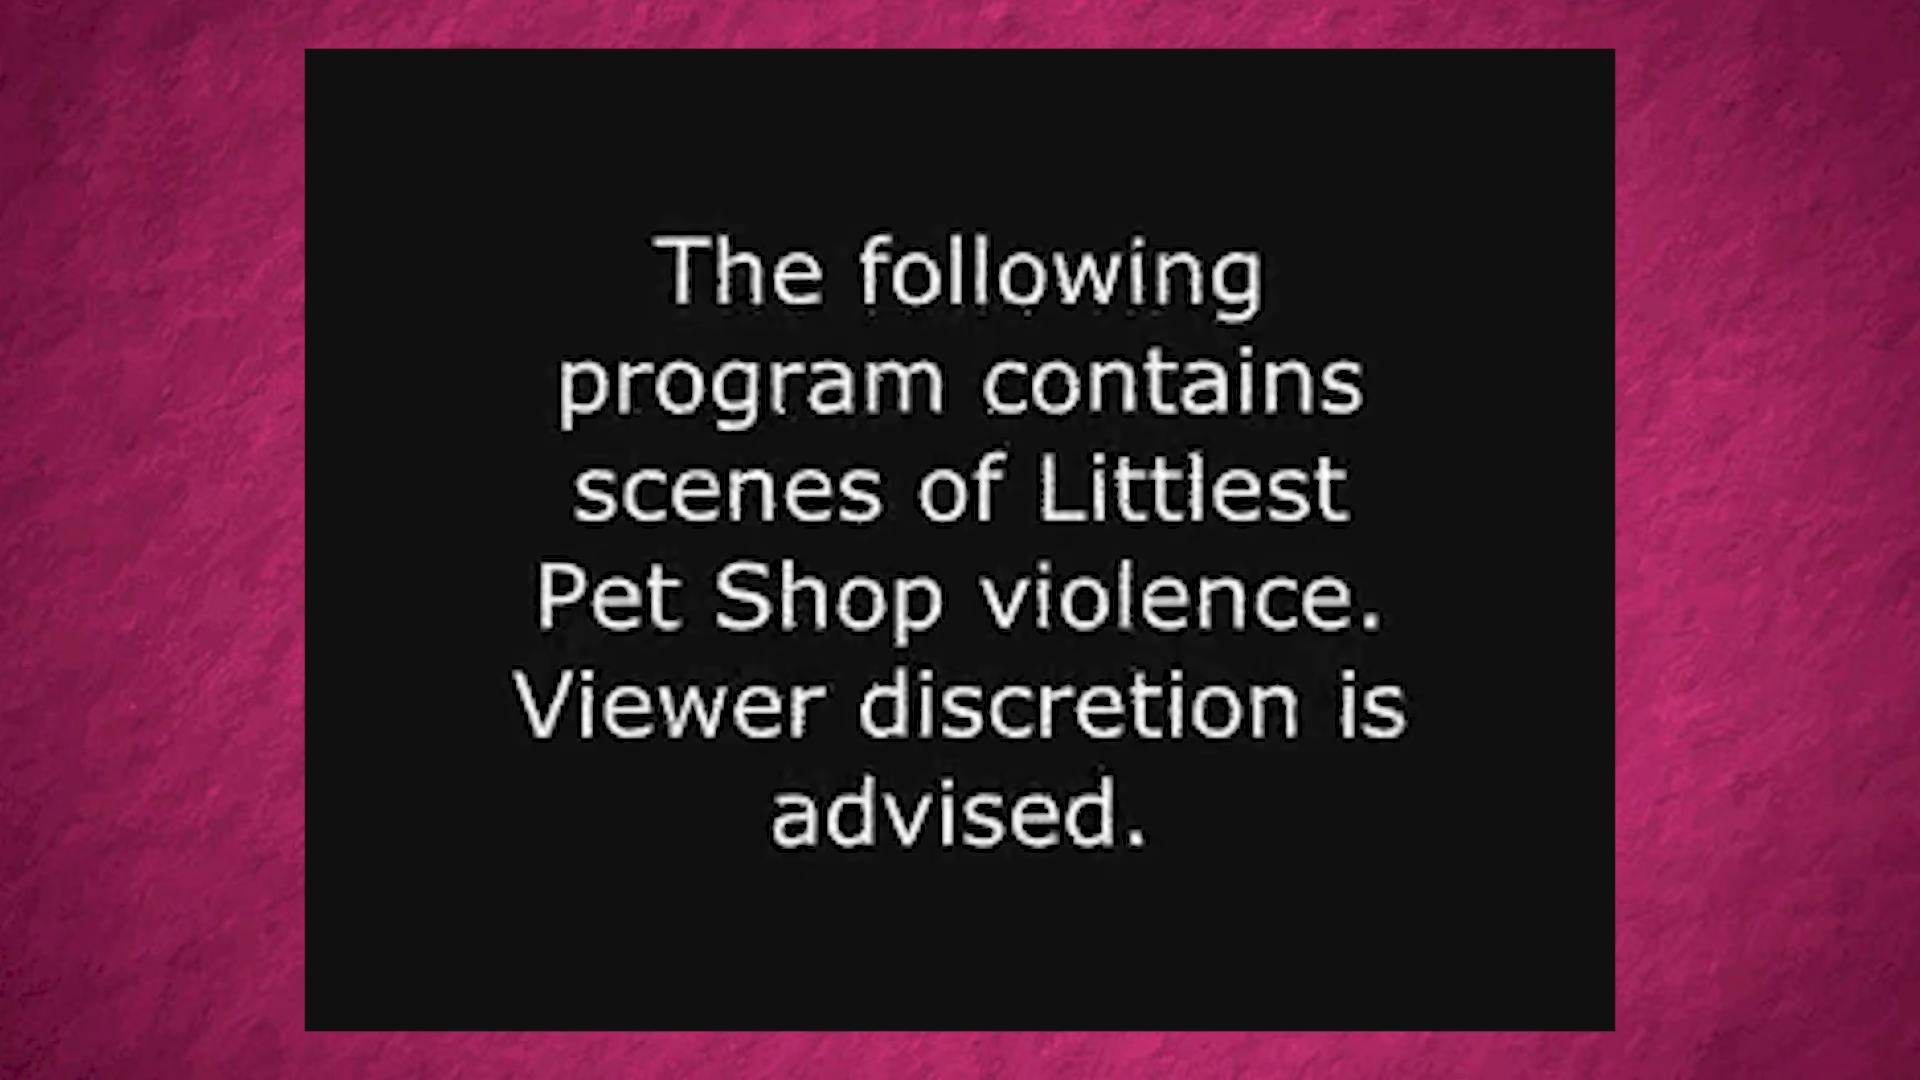 The following
program contains
scenes of Littlest
Pet Shop violence.
Viewer discretion is
advised.